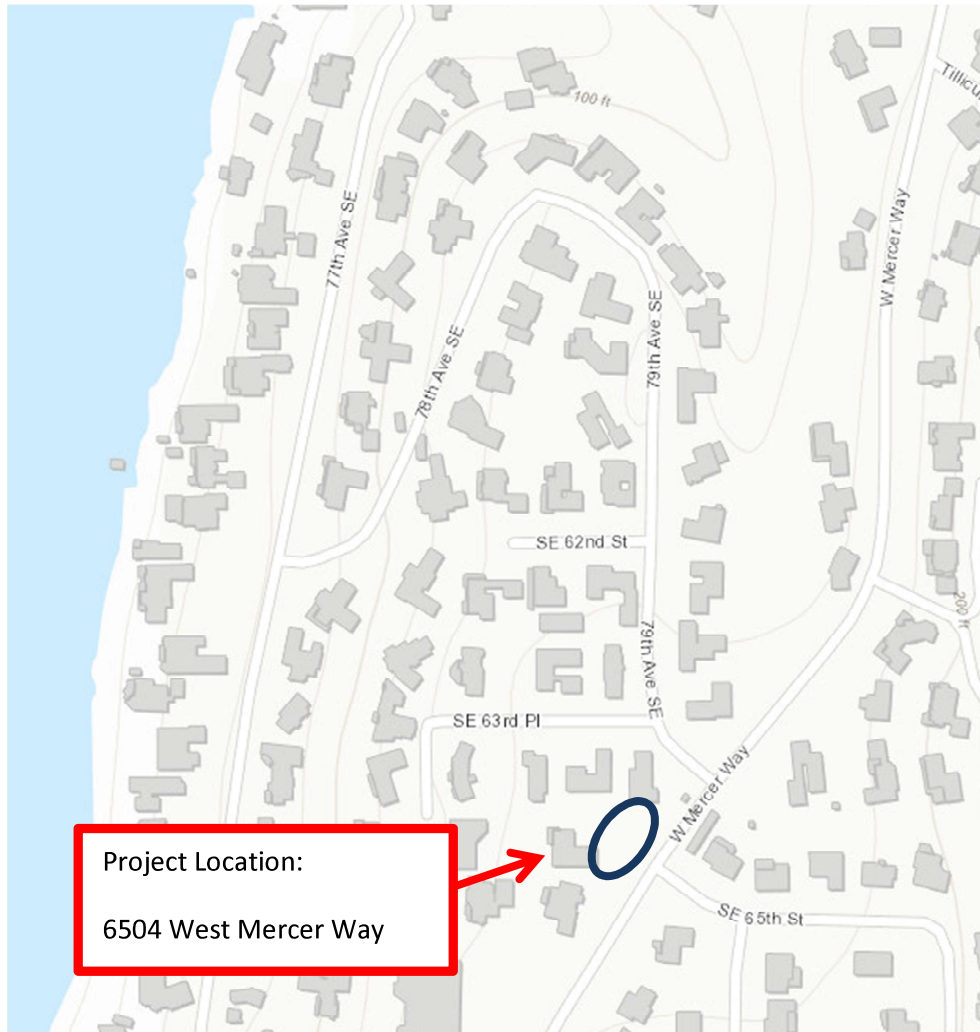 100 ft
Tillicu
77th Ave SE
W Mercer Way
78th Ave SE
79th Ave SE
SE 62nd St
200 ft
79th Ave SE
SE 63rd Pl
W Mercer Way
Project Location:
6504 West Mercer Way
SE 65th St